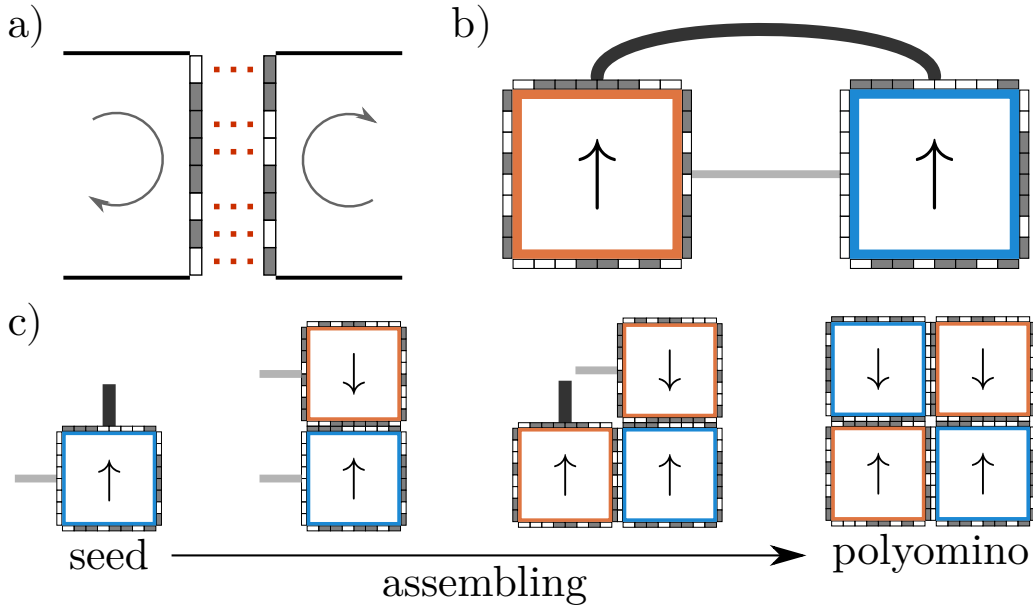 a)
b)
c)
seed
polyomino
assembling